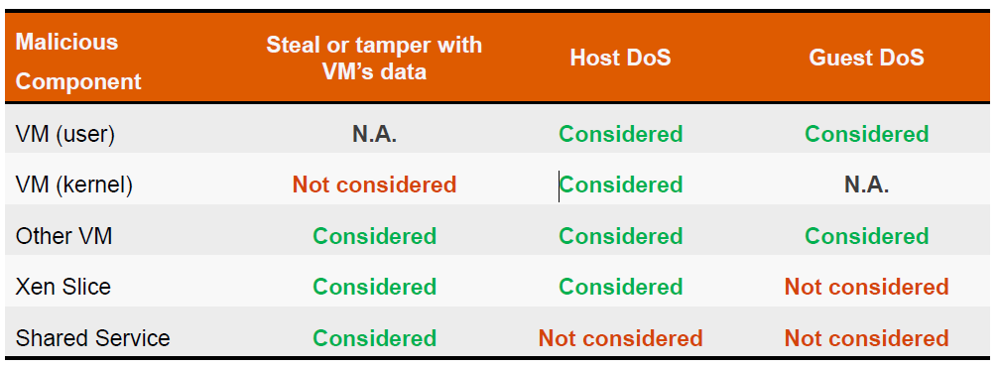 Malicious Component Steal or tamper with VM’s data Host DoS Guest DoS
VM (user) N.A. Considered Considered
VM (kernel) Not considered Considered N.A.
Other VM Considered Considered Considered
Xen Slice Considered Considered Not considered
Shared Service Considered Not considered Not considered